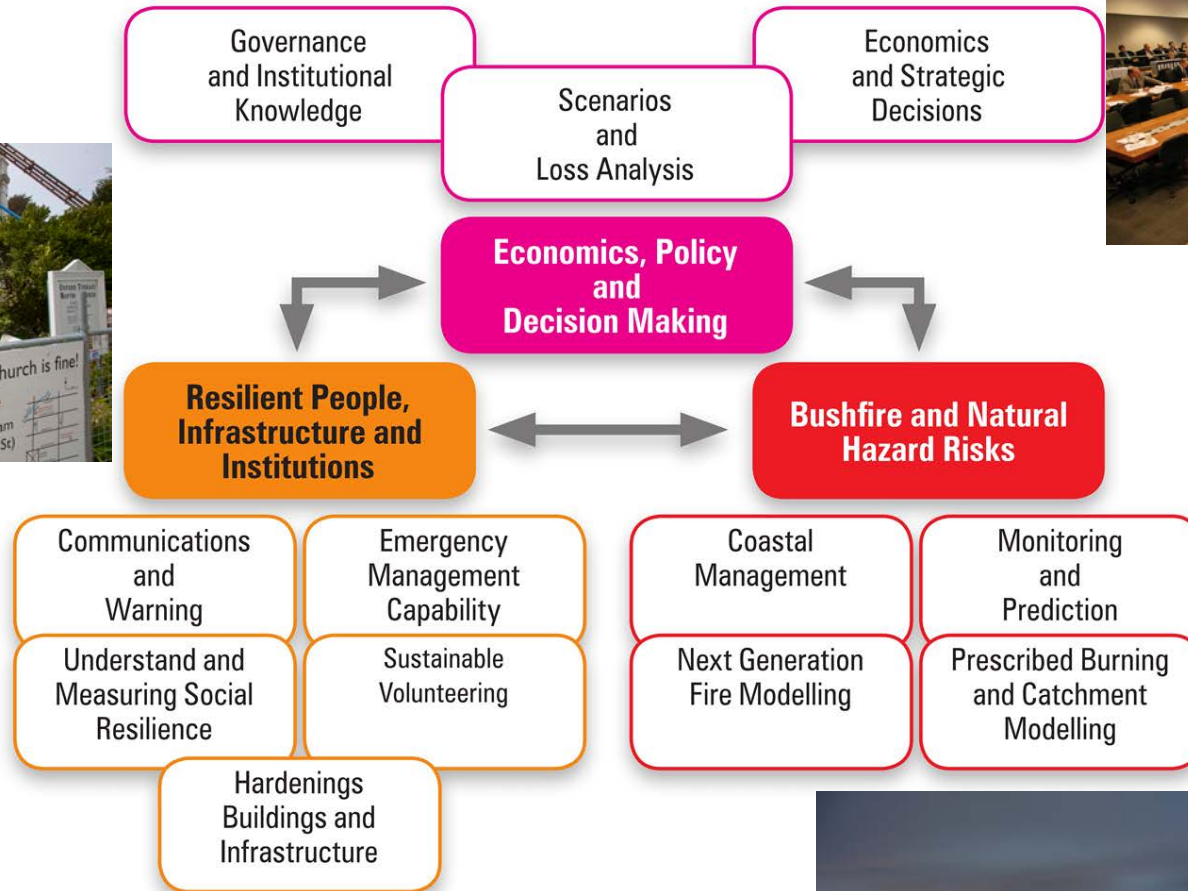 Governance
and Institutional
Knowledge
Scenarios
and
Loss Analysis
Economics
and Strategic
Decisions
Economics, Policy
and
Decision Making
Resilient People,
Infrastructure and
Institutions
Bushfire and Natural
Hazard Risks
Communications
and
Warning
Emergency
Management
Capability
Understand and
Measuring Social
Resilience
Sustainable
Volunteering
Hardenings
Buildings and
Infrastructure
Coastal
Management
Monitoring
and
Prediction
Next Generation
Fire Modelling
Prescribed Burning
and Catchment
Modelling
hurch is fine!
am
St)